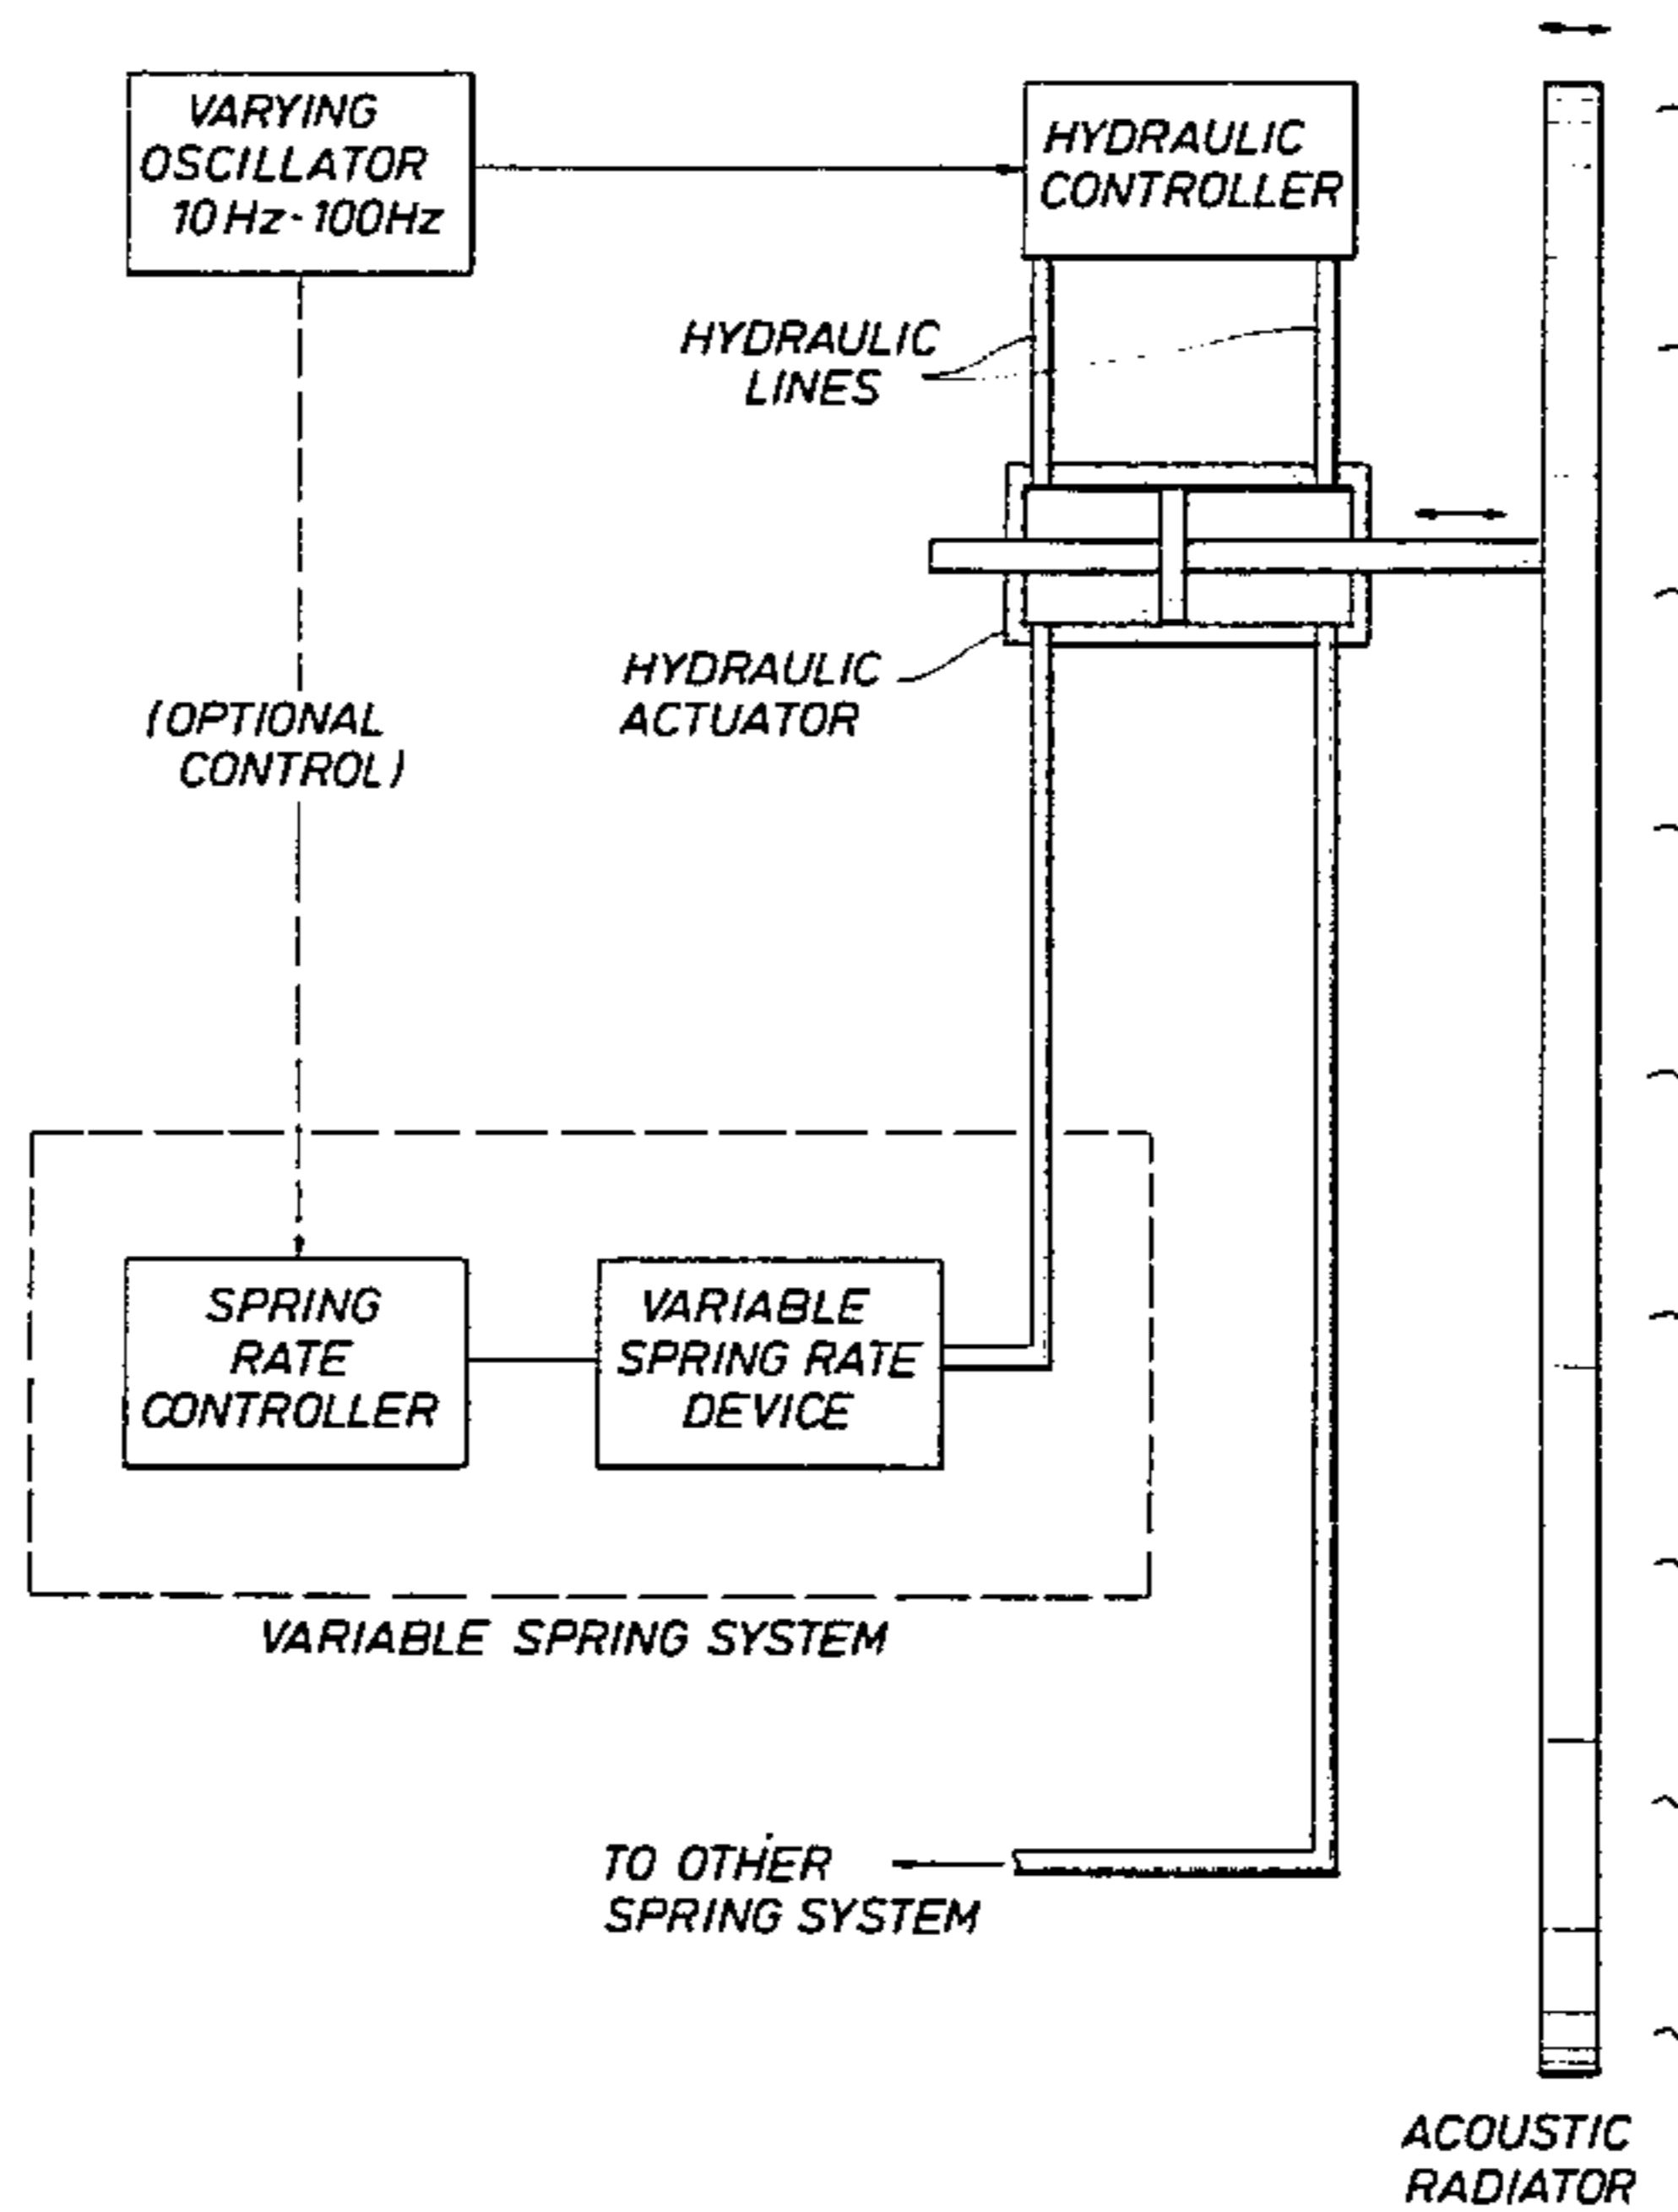 VARYING
OSCILLATOR
10 Hz - 100Hz
HYDRAULIC
CONTROLLER
HYDRAULIC
LINES
HYDRAULIC
ACTUATOR
(OPTIONAL
CONTROL)
SPRING
RATE
CONTROLLER
VARIABLE
SPRING RATE
DEVICE
VARIABLE SPRING SYSTEM
TO OTHER
SPRING SYSTEM
ACOUSTIC
RADIATOR